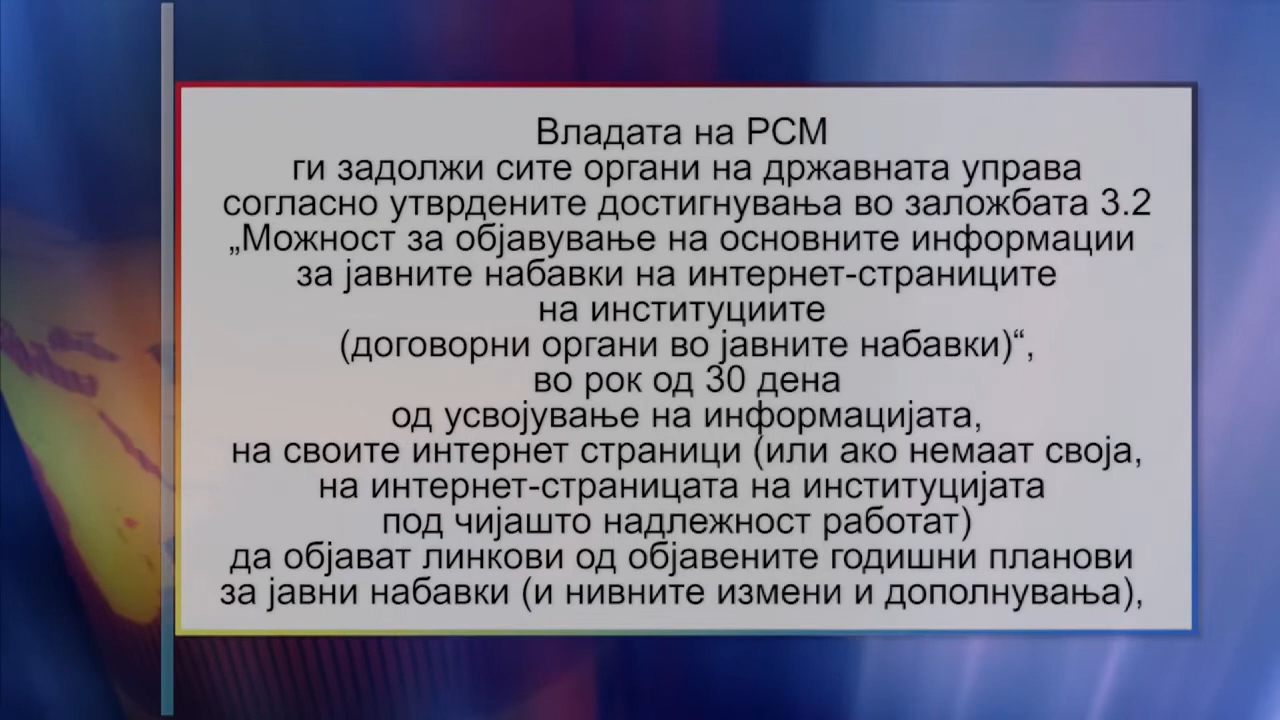 Владата на РСМ
ги задолжи сите органи на државната управа
согласно утврдените достигнувања во заложбата 3.2
„Можност за објавување на основните информации
за јавните набавки на интернет-страниците
на институциите
(договорни органи во јавните набавки)“,
во рок од 30 дена
од усвојување на информацијата,
на своите интернет страници (или ако немаат своја,
на интернет-страницата на институцијата
под чијашто надлежност работат)
да објават линкови од објавените годишни планови
за јавни набавки (и нивните измени и дополнувања),